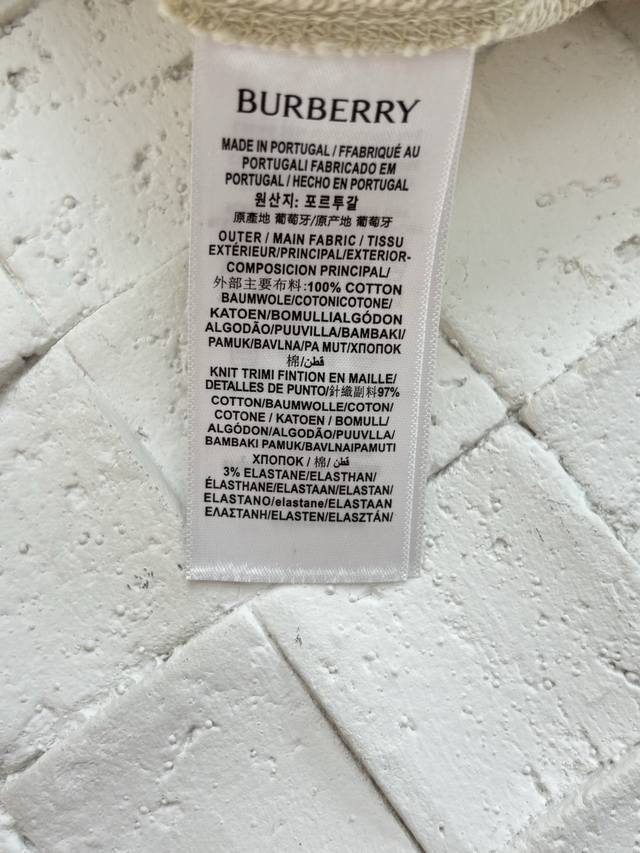 BURBERRY
MADE IN PORTUGAL / FFABRIQUÉ AU
PORTUGALI FABRICADO EM
PORTUGAL / HECHO EN PORTUGAL
원산지: 포르투갈
原產地 葡萄牙/原产地 葡萄牙
OUTER / MAIN FABRIC / TISSU
EXTÉRIEUR/PRINCIPAL/EXTERIOR-
COMPOSICION PRINCIPAL/
外部主要布料:100% COTTON
BAUMWOLE/COTONICOTONE/
KATOEN/BOMULLIALGÓDON
ALGODÃO/PUUVILLA/BAMBAKI/
PAMUK/BAVLNA/PA MUT/ХПОПОК
棉/قطن
KNIT TRIMI FINTION EN MAILLE/
DETALLES DE PUNTO/針織副料97%
COTTON/BAUMWOLLE/COTON/
COTONE / KATOEN / BOMULL/
ALGÓDON/ALGODÃO/PUUVLLA/
BAMBAKI PAMUK/BAVLNAIPAMUTI
ХПОПОК / 棉/ قطن
3% ELASTANE/ELASTHAN/
ÉLASTHANE/ELASTAAN/ELASTAN/
ELASTANO/elastane/ELASTAAN
ΕΛΑΣΤΑΝΗ/ELASTEN/ELASZTÁN/